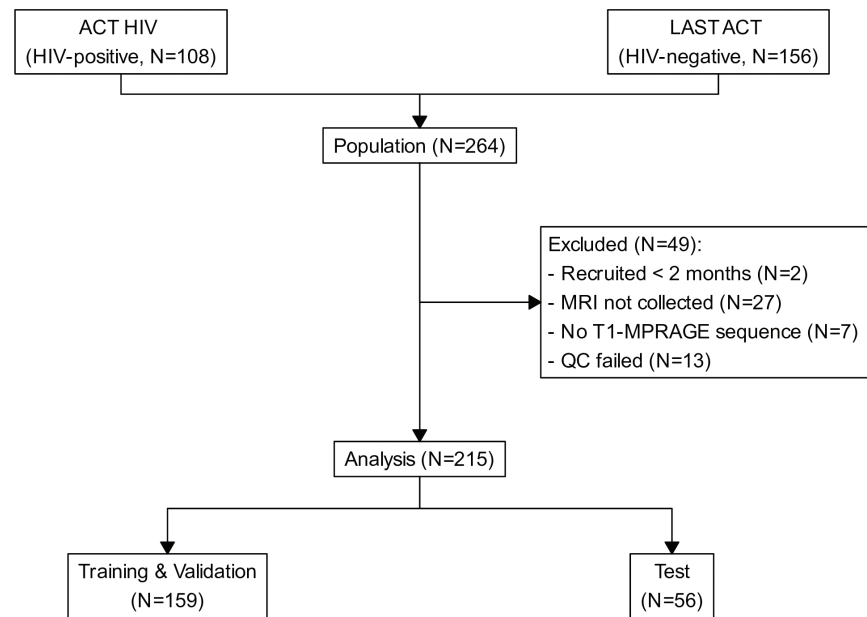 ACT HIV
(HIV-positive, N=108)
LAST ACT
(HIV-negative, N=156)
Population (N=264)
Excluded (N=49):
- Recruited < 2 months (N=2)
- MRI not collected (N=27)
- No T1-MPRAGE sequence (N=7)
- QC failed (N=13)
Analysis (N=215)
Training & Validation
(N=159)
Test
(N=56)